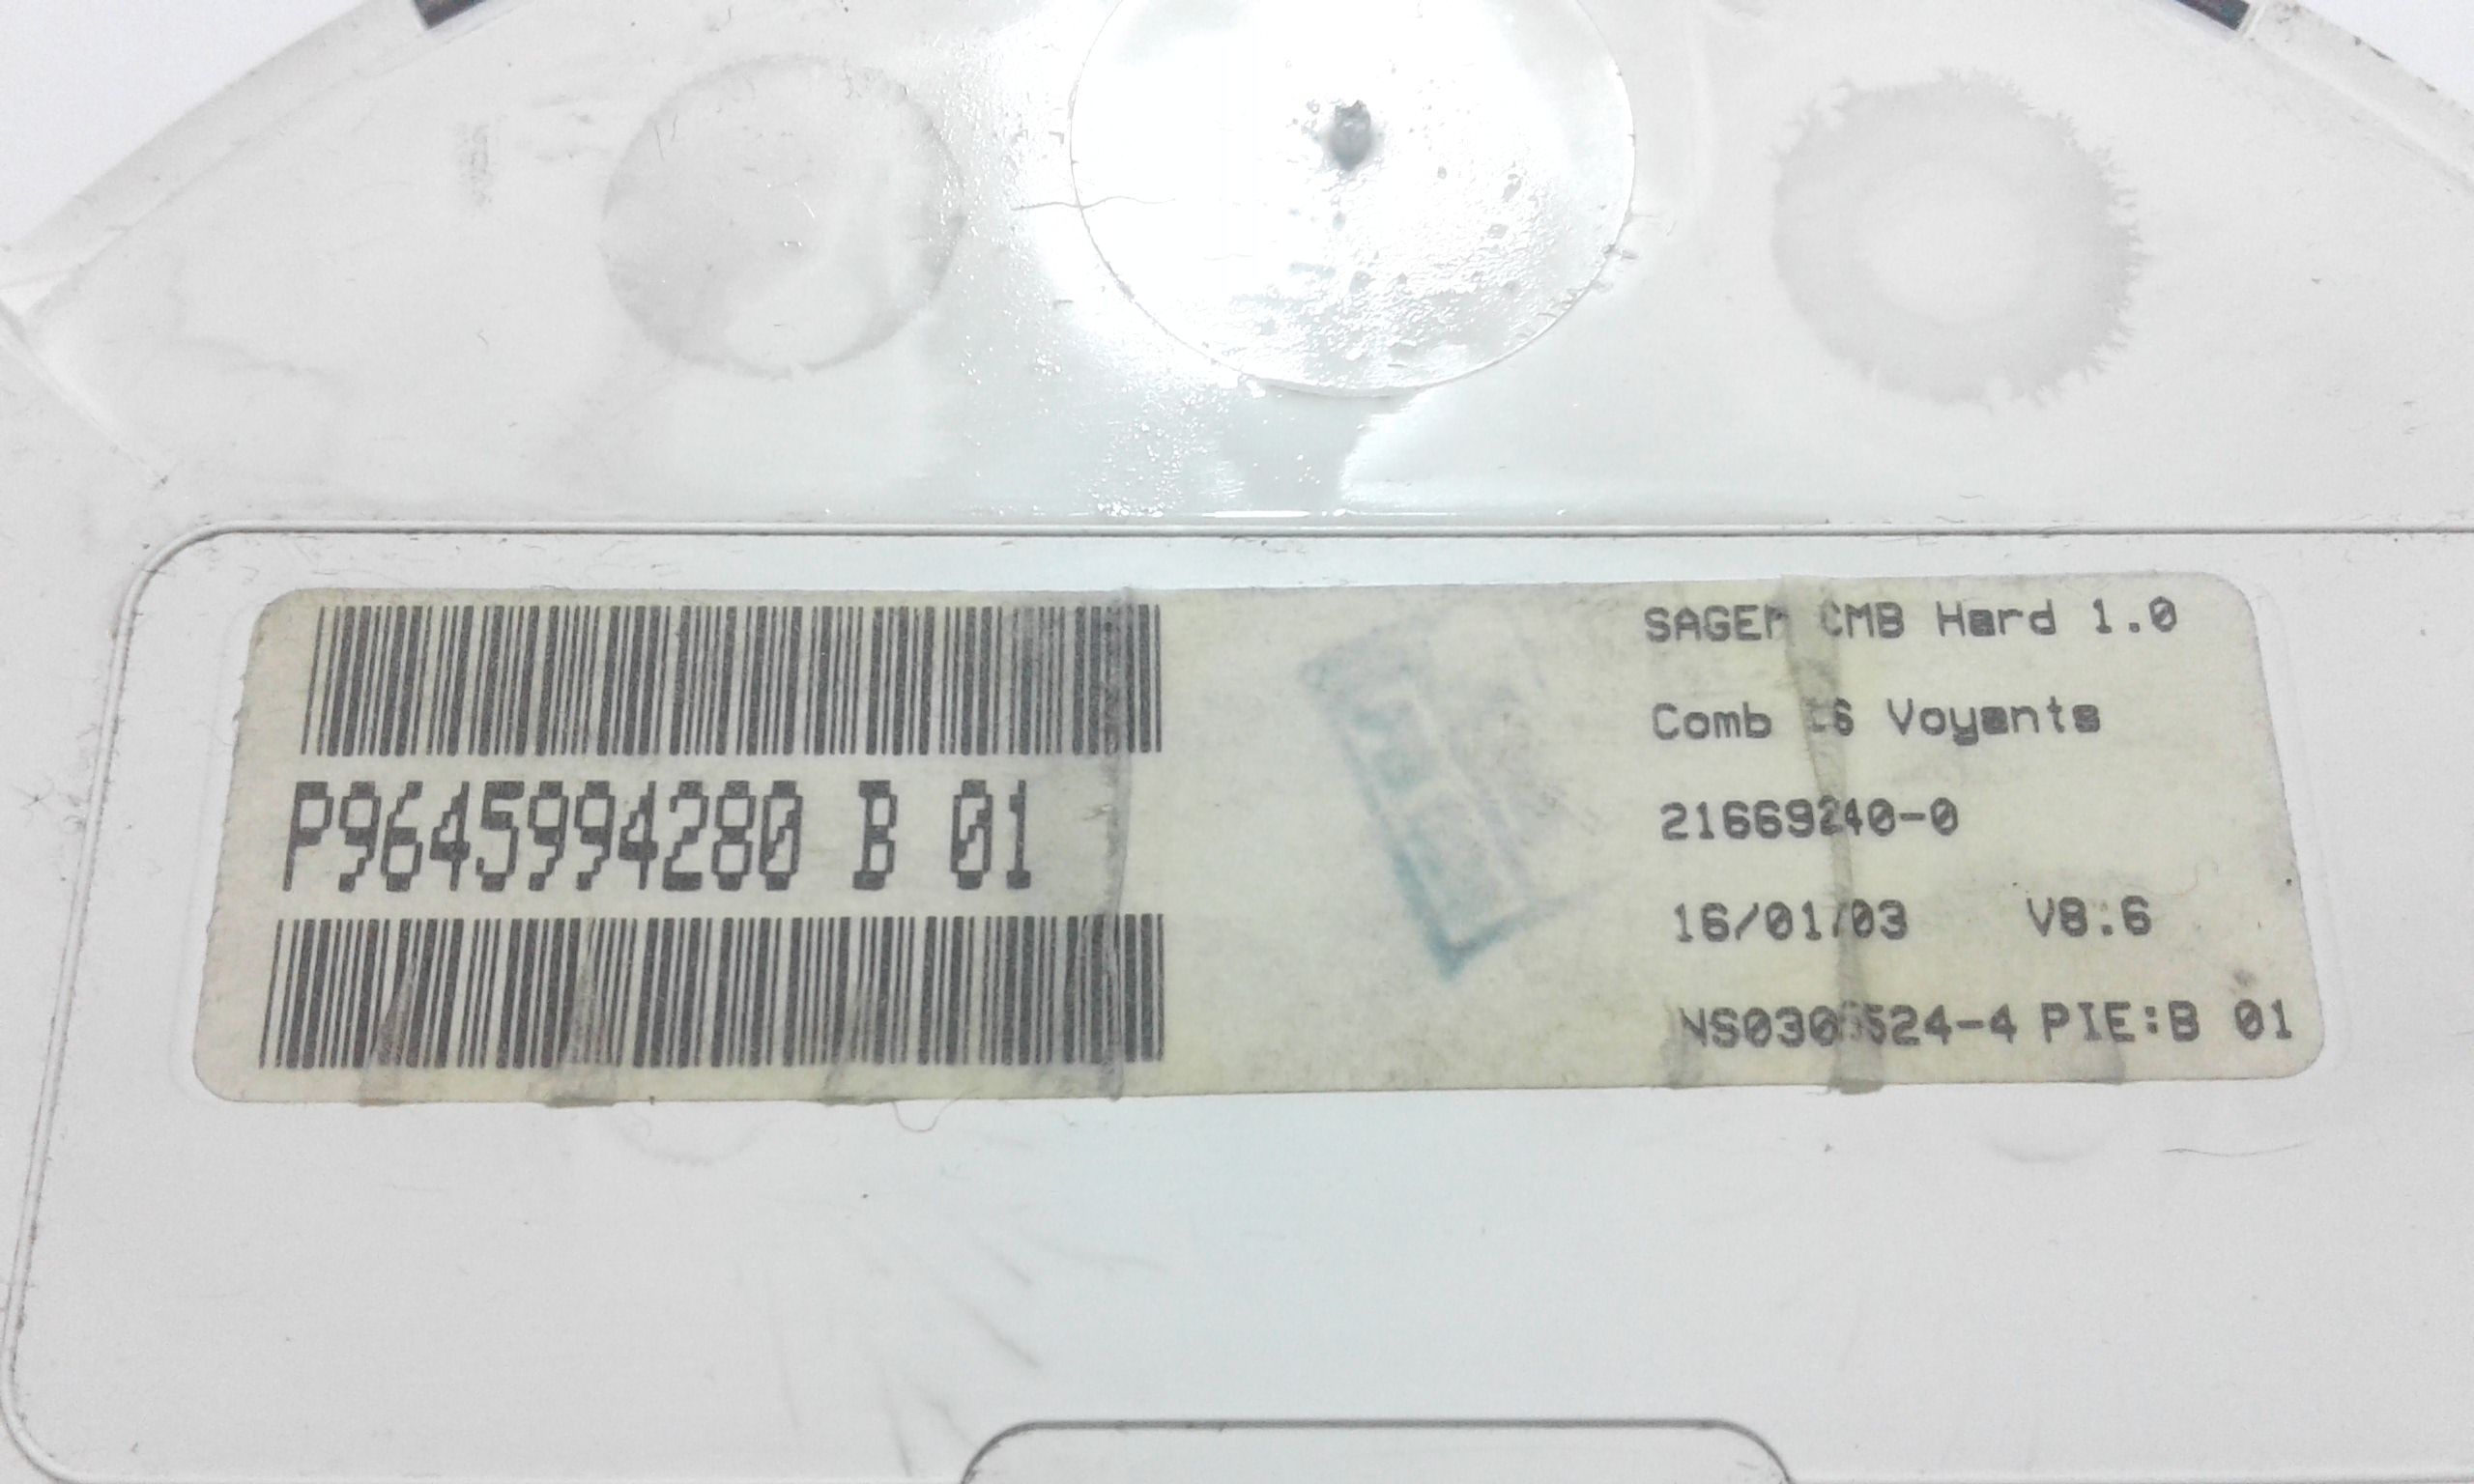 P9645994280 B 01
SAGEM CMB Hard 1.0
Comb 16 Voyants
21669240-0
16/01/03 V8.6
PIE:B 01